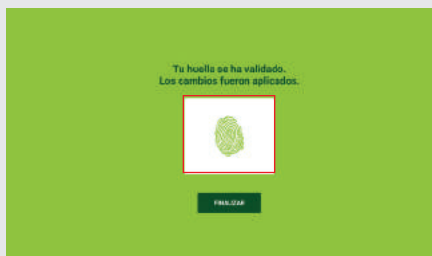 Tu huella se ha validado.
Los cambios fueron aplicados.
FINALIZAR